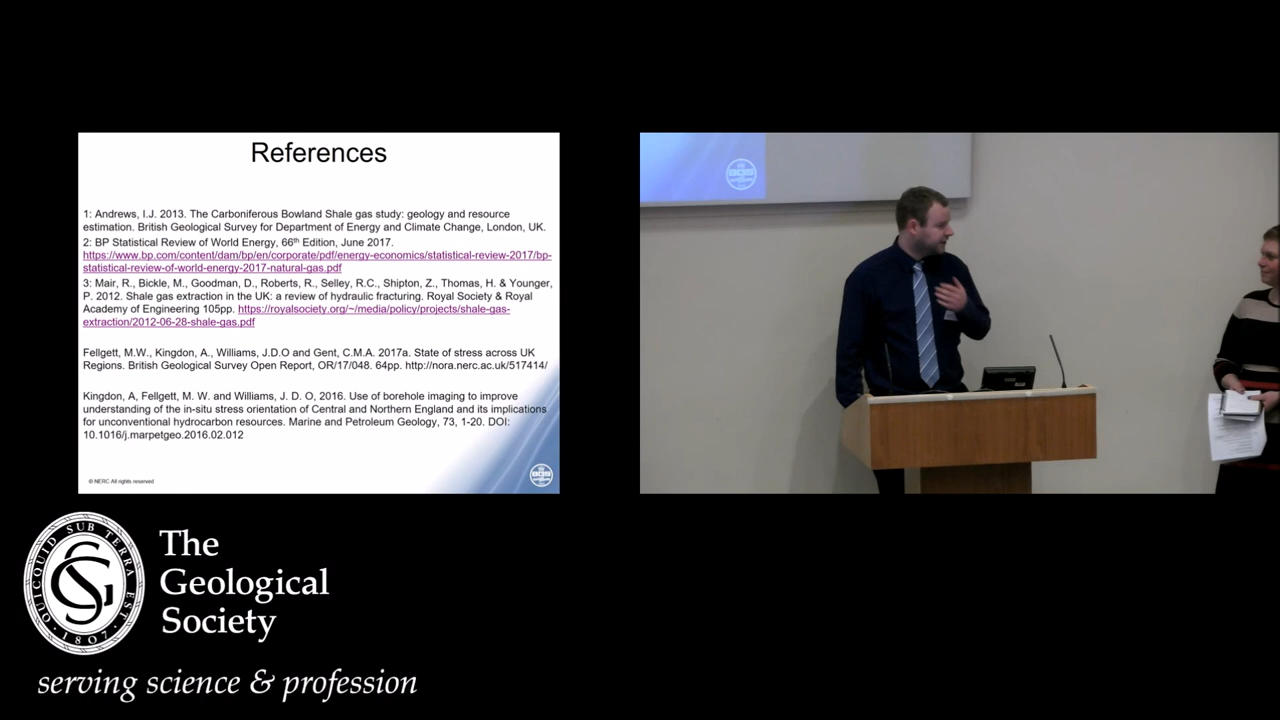 References
1: Andrews, I.J. 2013. The Carboniferous Bowland Shale gas study: geology and resource
estimation. British Geological Survey for Department of Energy and Climate Change, London, UK.
2: BP Statistical Review of World Energy, 66th Edition, June 2017.
https://www.bp.com/content/dam/bp/en/corporate/pdf/energy-economics/statistical-review-2017/bp-
statistical-review-of-world-energy-2017-natural-gas.pdf
3: Mair, R., Bickle, M., Goodman, D., Roberts, R., Selley, R.C., Shipton, Z., Thomas, H. & Younger,
P. 2012. Shale gas extraction in the UK: a review of hydraulic fracturing. Royal Society & Royal
Academy of Engineering 105pp. https://royalsociety.org/~/media/policy/projects/shale-gas-
extraction/2012-06-28-shale-gas.pdf
Fellgett, M.W., Kingdon, A., Williams, J.D.O and Gent, C.M.A. 2017a. State of stress across UK
Regions. British Geological Survey Open Report, OR/17/048. 64pp. http://nora.nerc.ac.uk/517414/
Kingdon, A, Fellgett, M. W. and Williams, J. D. O, 2016. Use of borehole imaging to improve
understanding of the in-situ stress orientation of Central and Northern England and its implications
for unconventional hydrocarbon resources. Marine and Petroleum Geology, 73, 1-20. DOI:
10.1016/j.marpetgeo.2016.02.012
© NERC All rights reserved
BGS
BGS
QUICQUID SUB TERRA EST
GS
1807
The
Geological
Society
serving science & profession